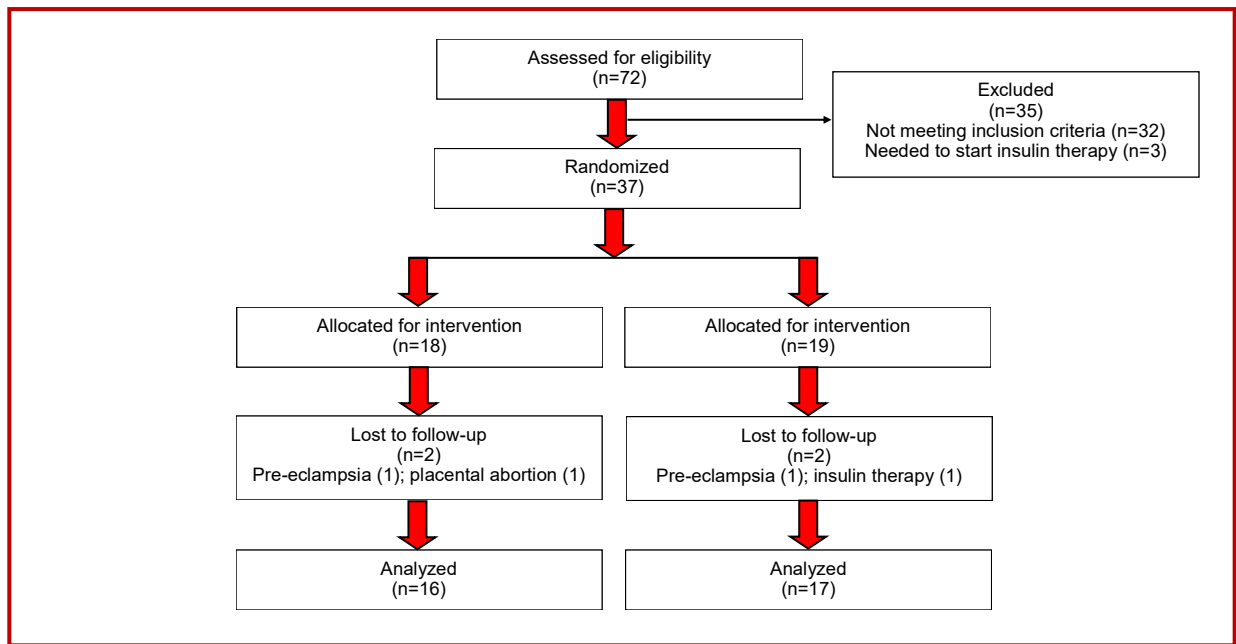 Assessed for eligibility
(n=72)
Excluded
(n=35)
Not meeting inclusion criteria (n=32)
Needed to start insulin therapy (n=3)
Randomized
(n=37)
Allocated for intervention
(n=18)
Allocated for intervention
(n=19)
Lost to follow-up
(n=2)
Pre-eclampsia (1); placental abortion (1)
Lost to follow-up
(n=2)
Pre-eclampsia (1); insulin therapy (1)
Analyzed
(n=16)
Analyzed
(n=17)